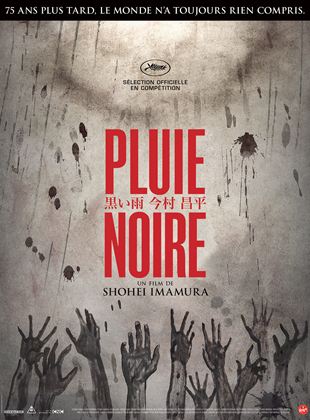 75 ANS PLUS TARD, LE MONDE N'A TOUJOURS RIEN COMPRIS.
SÉLECTION OFFICIELLE
EN COMPÉTITION
PLUIE
黒い雨 今村 昌平
NOIRE
UN FILM DE
SHOHEI IMAMURA